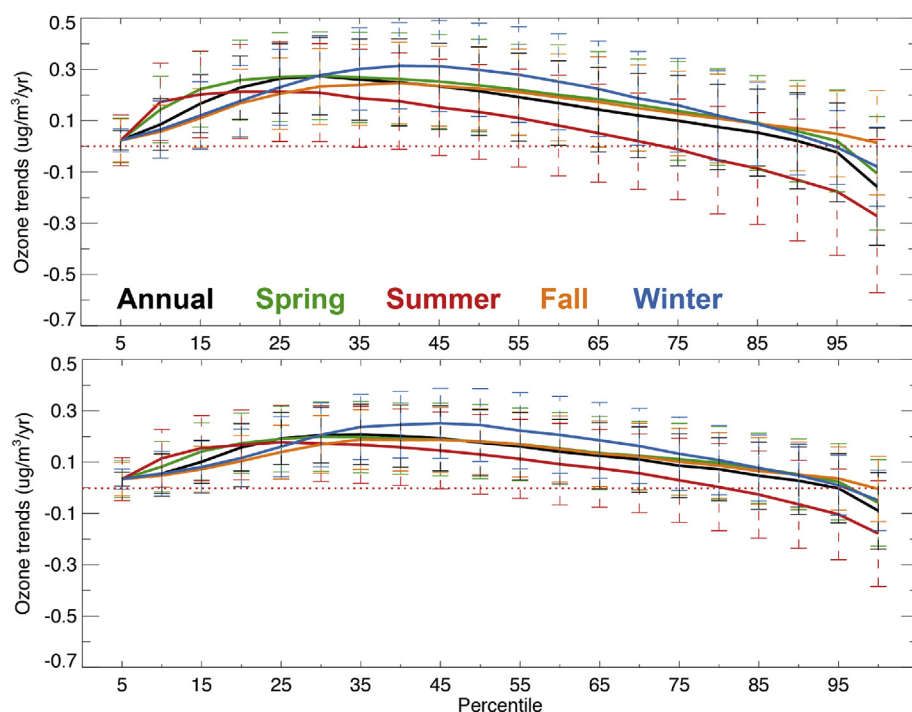 Ozone trends (ug/m³/yr)
0.5
0.3
0.1
-0.1
-0.3
-0.5
-0.7
Annual Spring Summer Fall Winter
5 15 25 35 45 55 65 75 85 95
Ozone trends (ug/m³/yr)
0.5
0.3
0.1
-0.1
-0.3
-0.5
-0.7
5 15 25 35 45 55 65 75 85 95
Percentile